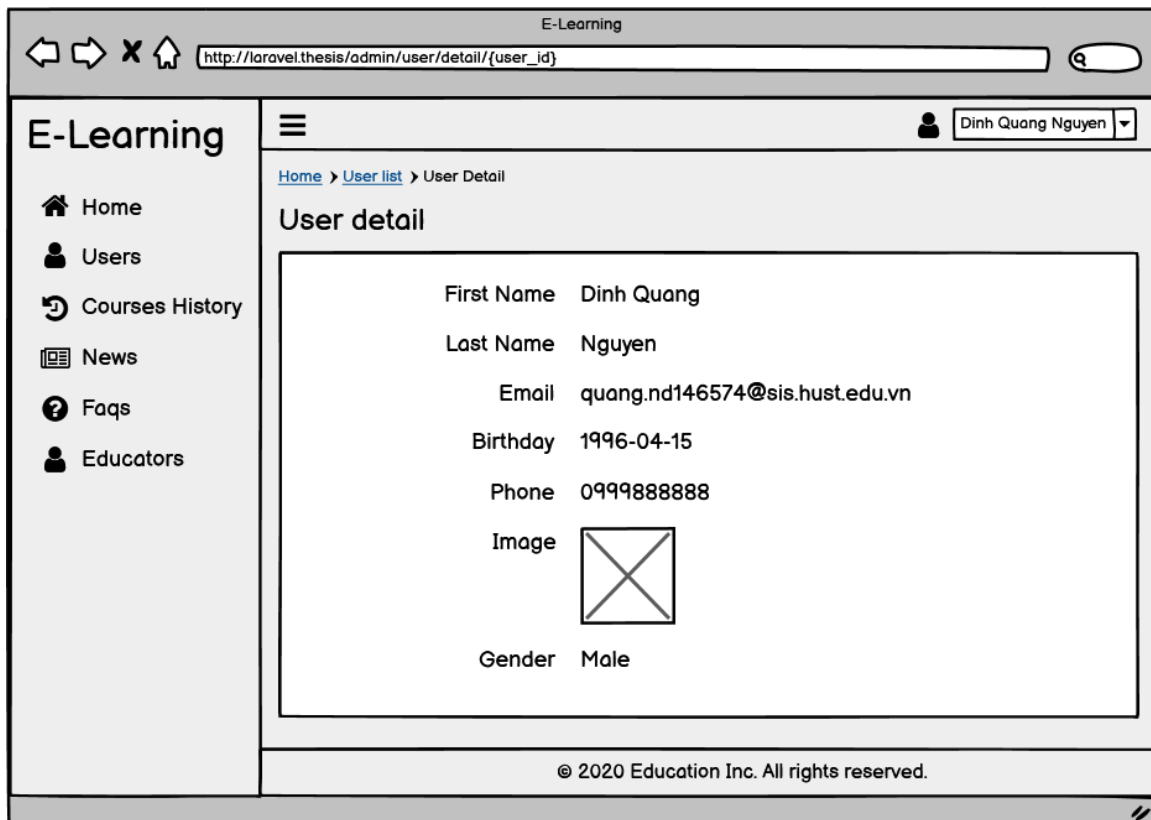 E-Learning
http://laravel.thesis/admin/user/detail/{user_id}
E-Learning
Home
Users
Courses History
News
Faqs
Educators
Dinh Quang Nguyen
Home › User list › User Detail
User detail
First Name Dinh Quang
Last Name Nguyen
Email quang.nd146574@sis.hust.edu.vn
Birthday 1996-04-15
Phone 0999888888
Image
Gender Male
© 2020 Education Inc. All rights reserved.